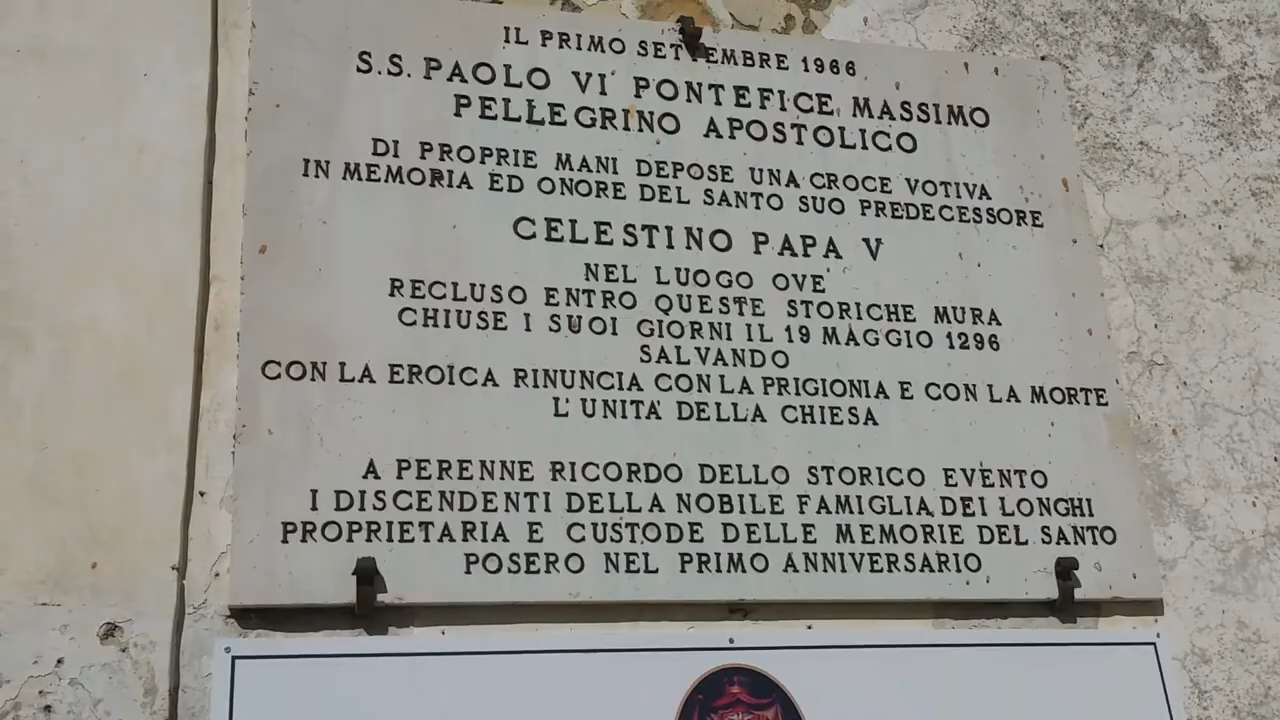 IL PRIMO SETTEMBRE 1966
S.S. PAOLO VI° PONTEFICE MASSIMO
PELLEGRINO APOSTOLICO
DI PROPRIE MANI DEPOSE UNA CROCE VOTIVA
IN MEMORIA ED ONORE DEL SANTO SUO PREDECESSORE
CELESTINO PAPA V
NEL LUOGO OVE'
RECLUSO ENTRO QUESTE STORICHE MURA
CHIUSE I SUOI GIORNI IL 19 MAGGIO 1296
SALVANDO
CON LA EROICA RINUNCIA CON LA PRIGIONIA E CON LA MORTE
L'UNITA' DELLA CHIESA
A PERENNE RICORDO DELLO STORICO EVENTO
I DISCENDENTI DELLA NOBILE FAMIGLIA DEI LONGHI
PROPRIETARIA E CUSTODE DELLE MEMORIE DEL SANTO
POSERO NEL PRIMO ANNIVERSARIO